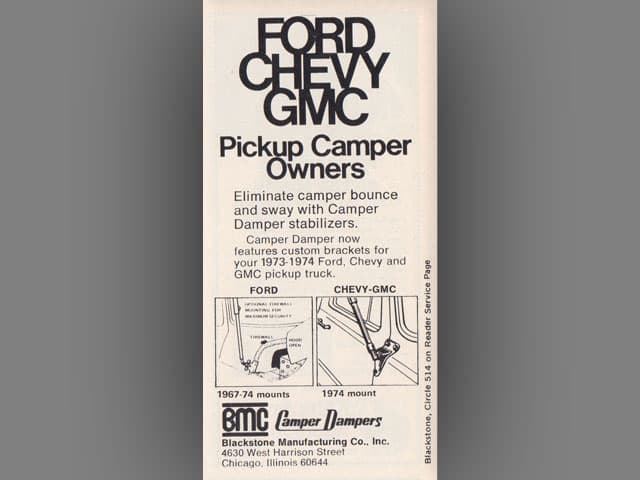 FORD
CHEVY
GMC
Pickup Camper
Owners
Eliminate camper bounce
and sway with Camper
Damper stabilizers.
Camper Damper now
features custom brackets for
your 1973-1974 Ford, Chevy and
GMC pickup truck.
FORD
CHEVY-GMC
OPTIONAL FIREWALL
MOUNTING FOR
MAXIMUM SECURITY
FIREWALL
HOOD
OPEN
1967-74 mounts
1974 mount
BMC Camper Dampers
Blackstone Manufacturing Co., Inc.
4630 West Harrison Street
Chicago, Illinois 60644
Blackstone, Circle 514 on Reader Service Page